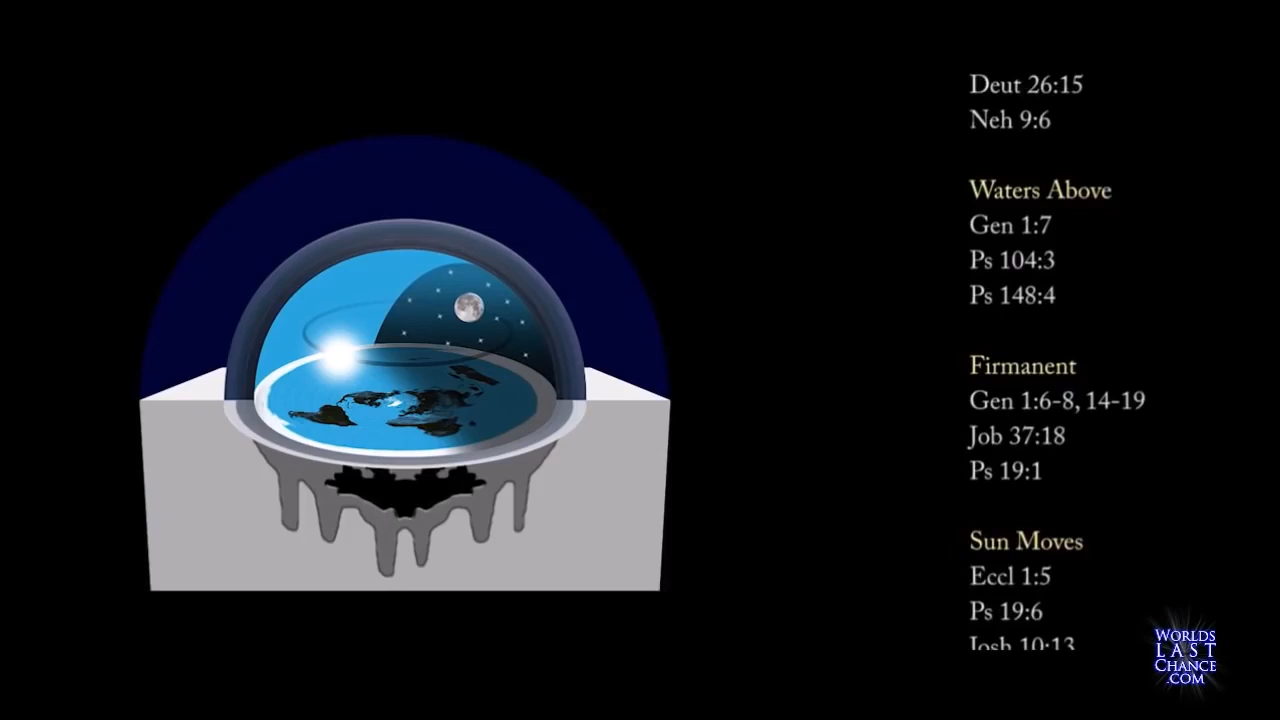 Deut 26:15
Neh 9:6
Waters Above
Gen 1:7
Ps 104:3
Ps 148:4
Firmanent
Gen 1:6-8, 14-19
Job 37:18
Ps 19:1
Sun Moves
Eccl 1:5
Ps 19:6
Josh 10:13
WORLDS
LAST
CHANCE
.COM